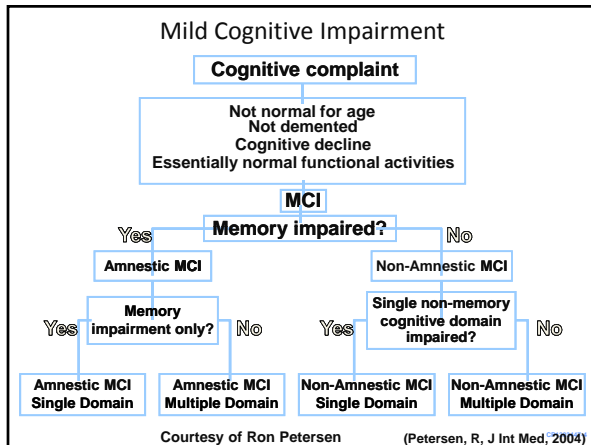 Mild Cognitive Impairment
Cognitive complaint
Not normal for age
Not demented
Cognitive decline
Essentially normal functional activities
MCI
Memory impaired?
Yes
No
Amnestic MCI
Non-Amnestic MCI
Memory
impairment only?
Yes
No
Single non-memory
cognitive domain
impaired?
Yes
No
Amnestic MCI
Single Domain
Amnestic MCI
Multiple Domain
Non-Amnestic MCI
Single Domain
Non-Amnestic MCI
Multiple Domain
Courtesy of Ron Petersen
(Petersen, R, J Int Med, 2004)